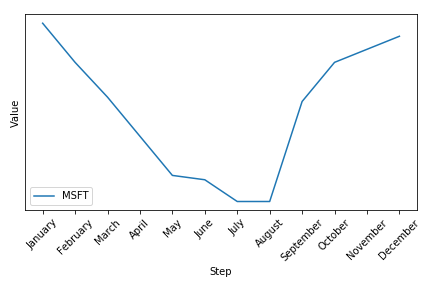 Value
MSFT
January
February
March
April
May
June
July
August
September
October
November
December
Step